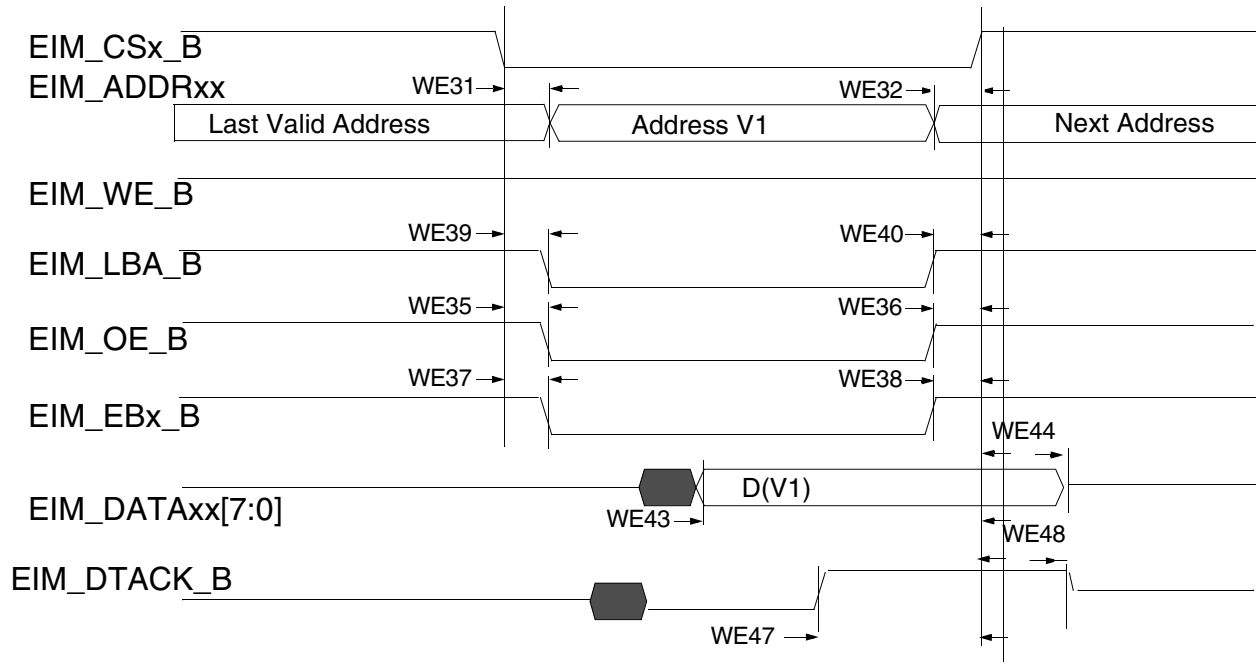 EIM_CSx_B
EIM_ADDRxx
WE31
WE32
Last Valid Address
Address V1
Next Address
EIM_WE_B
WE39
WE40
EIM_LBA_B
WE35
WE36
EIM_OE_B
WE37
WE38
EIM_EBx_B
WE44
D(V1)
EIM_DATAxx[7:0]
WE43
WE48
EIM_DTACK_B
WE47